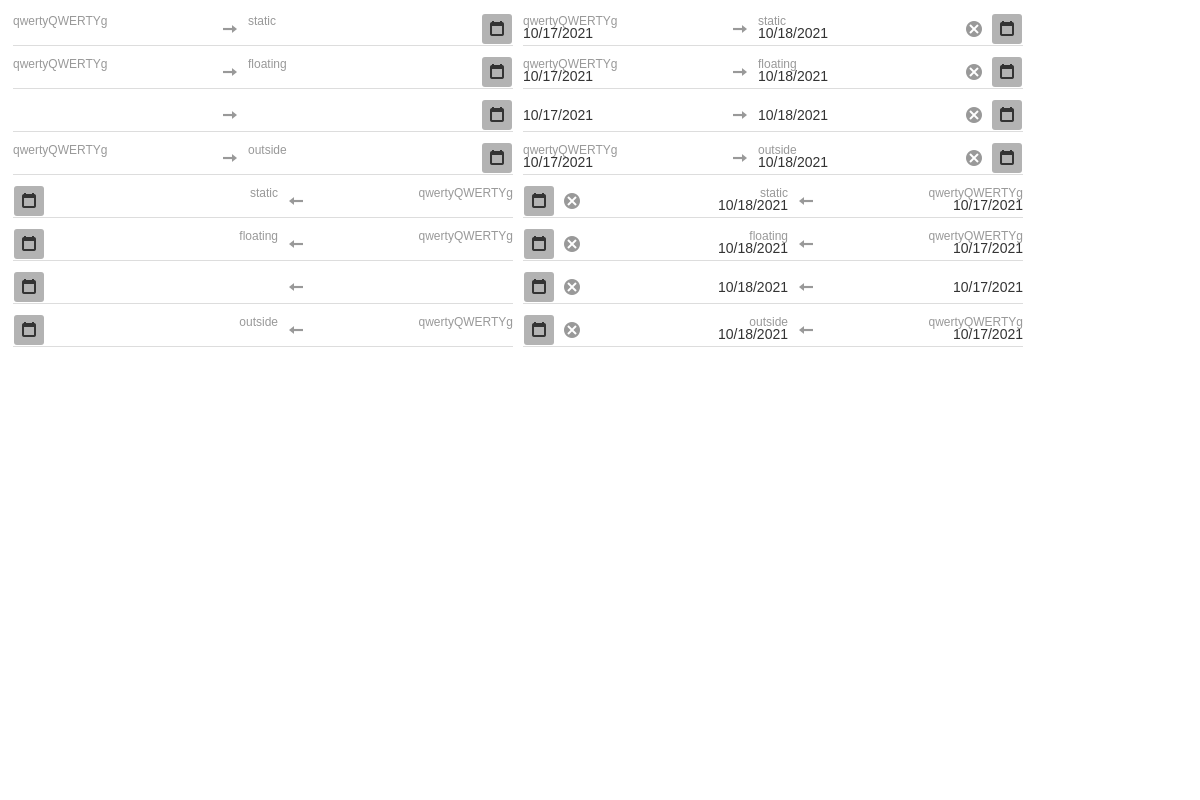 qwertyQWERTYg static qwertyQWERTYg static
10/17/2021 10/18/2021
qwertyQWERTYg floating qwertyQWERTYg floating
10/17/2021 10/18/2021
10/17/2021 10/18/2021
qwertyQWERTYg outside qwertyQWERTYg outside
10/17/2021 10/18/2021
static qwertyQWERTYg static qwertyQWERTYg
10/18/2021 10/17/2021
floating qwertyQWERTYg floating qwertyQWERTYg
10/18/2021 10/17/2021
10/18/2021 10/17/2021
outside qwertyQWERTYg outside qwertyQWERTYg
10/18/2021 10/17/2021